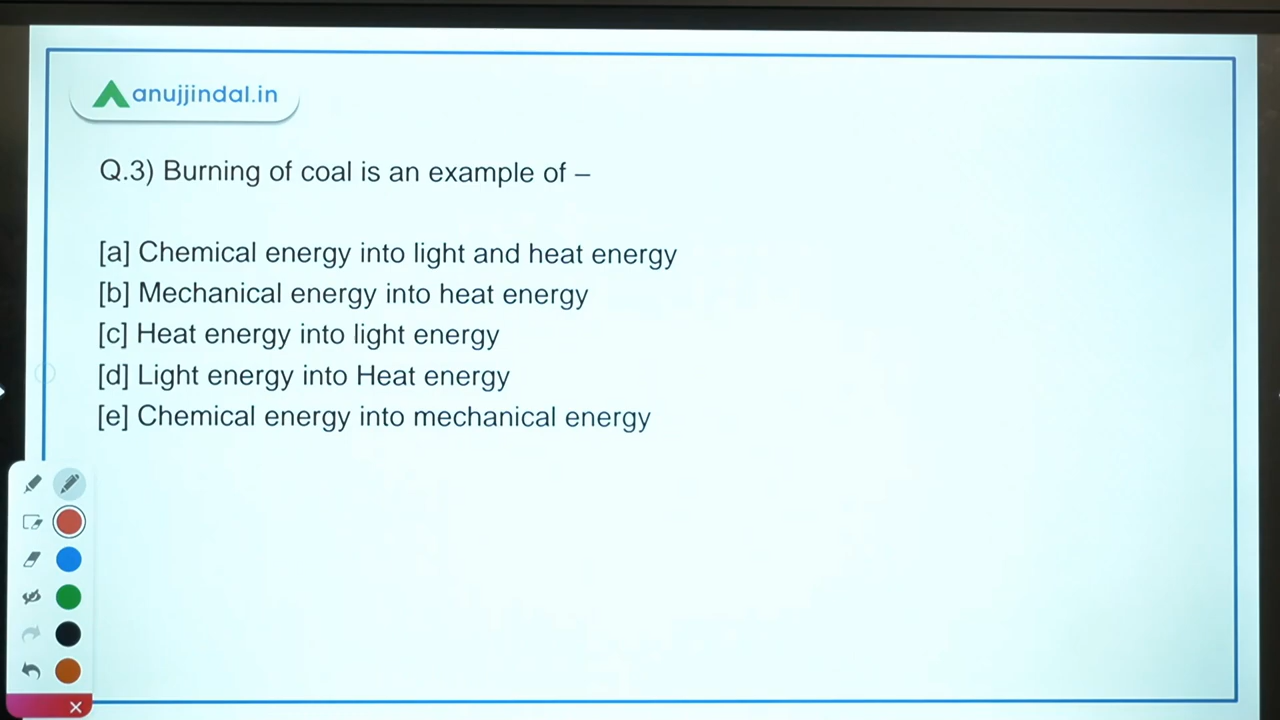 anujjindal.in
Q.3) Burning of coal is an example of –
[a] Chemical energy into light and heat energy
[b] Mechanical energy into heat energy
[c] Heat energy into light energy
[d] Light energy into Heat energy
[e] Chemical energy into mechanical energy